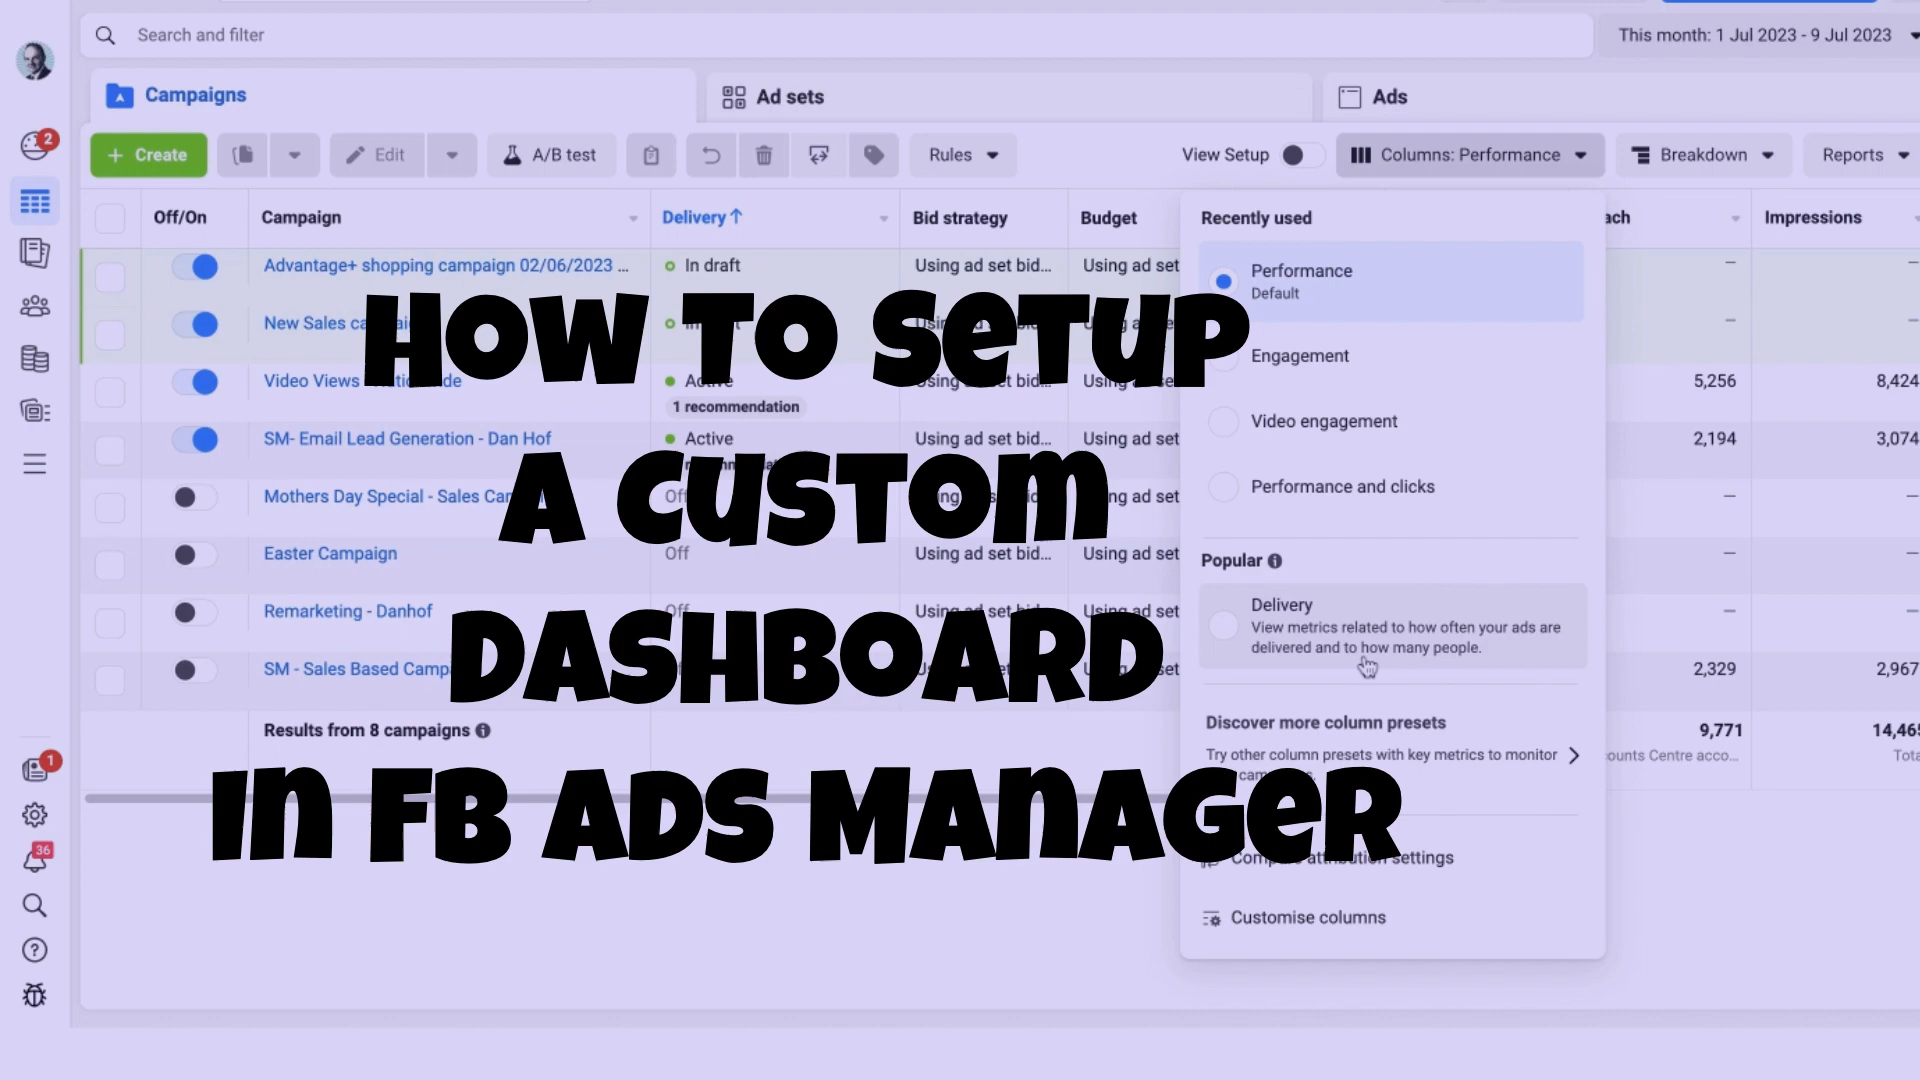 Search and filter
This month: 1 Jul 2023 - 9 Jul 2023
Campaigns
Ad sets
Ads
2
+ Create
Edit
A/B test
Rules
View Setup
Columns: Performance
Breakdown
Reports
Off/On
Campaign
Delivery↑
Bid strategy
Budget
Impressions
Recently used
Performance
Default
Engagement
Video engagement
Performance and clicks
Popular
Delivery
View metrics related to how often your ads are
delivered and to how many people.
Discover more column presets
Try other column presets with key metrics to monitor
Compare attribution settings
Customise columns
Advantage+ shopping campaign 02/06/2023 ...
In draft
Using ad set bid...
Using ad set
–
–
New Sales
–
–
Video Views
Active
Using ad set bid...
Using ad set
5,256
8,424
1 recommendation
SM- Email Lead Generation - Dan Hof
Active
Using ad set bid...
Using ad set
2,194
3,074
Mothers Day Special - Sales
Off
Using ad set
–
–
Easter Campaign
Off
Using ad set bid...
Using ad set
–
–
Remarketing - Danhof
Off
Using ad set bid...
Using ad set
–
–
SM - Sales Based
2,329
2,967
Results from 8 campaigns
9,771
14,465
Centre acco...
1
36
How to Setup
a Custom
Dashboard
in FB Ads Manager